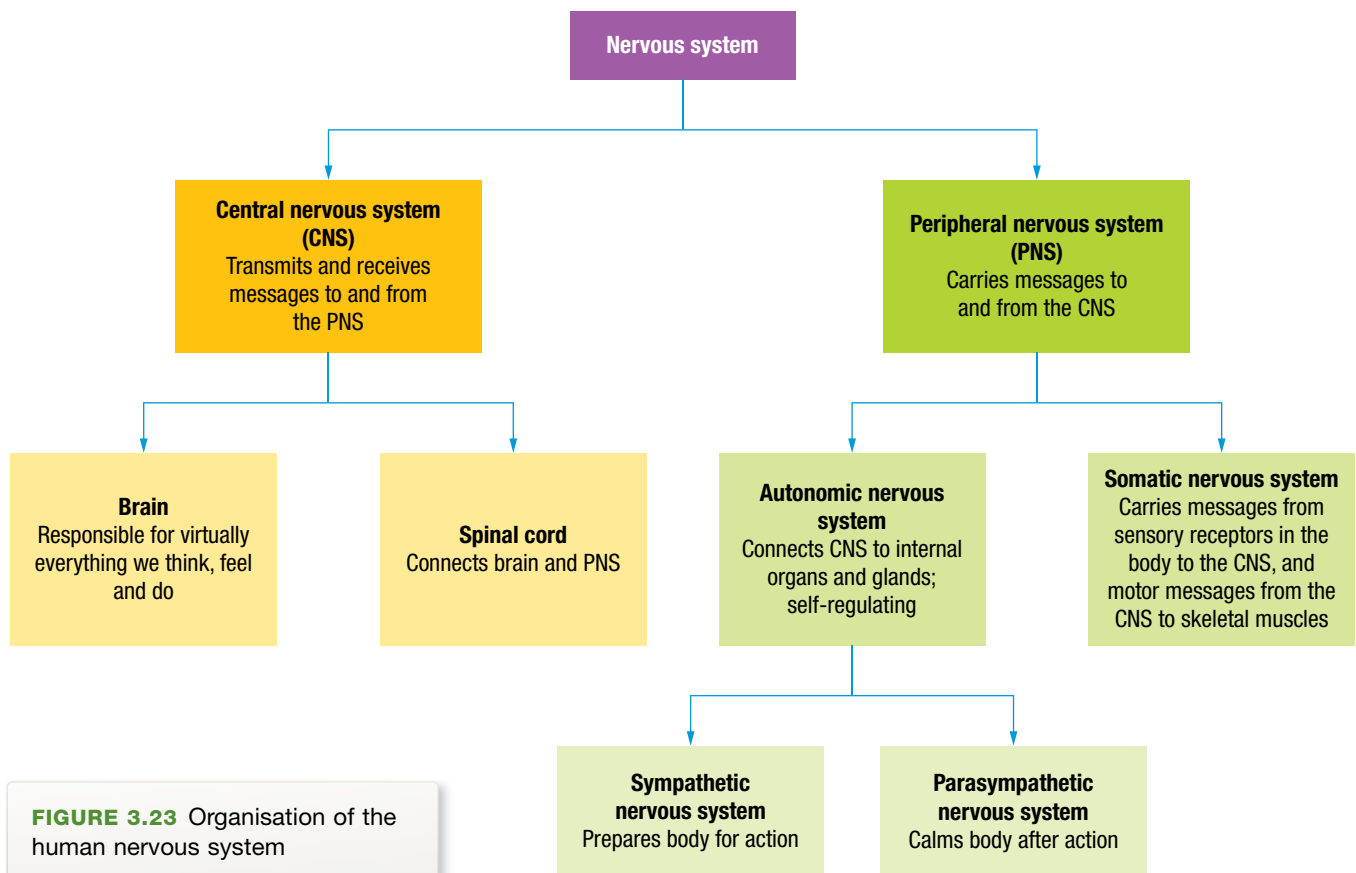 Nervous system
Central nervous system
(CNS)
Transmits and receives
messages to and from
the PNS
Peripheral nervous system
(PNS)
Carries messages to
and from the CNS
Brain
Responsible for virtually
everything we think, feel
and do
Spinal cord
Connects brain and PNS
Autonomic nervous
system
Connects CNS to internal
organs and glands;
self-regulating
Somatic nervous system
Carries messages from
sensory receptors in the
body to the CNS, and
motor messages from the
CNS to skeletal muscles
Sympathetic
nervous system
Prepares body for action
Parasympathetic
nervous system
Calms body after action
FIGURE 3.23 Organisation of the
human nervous system